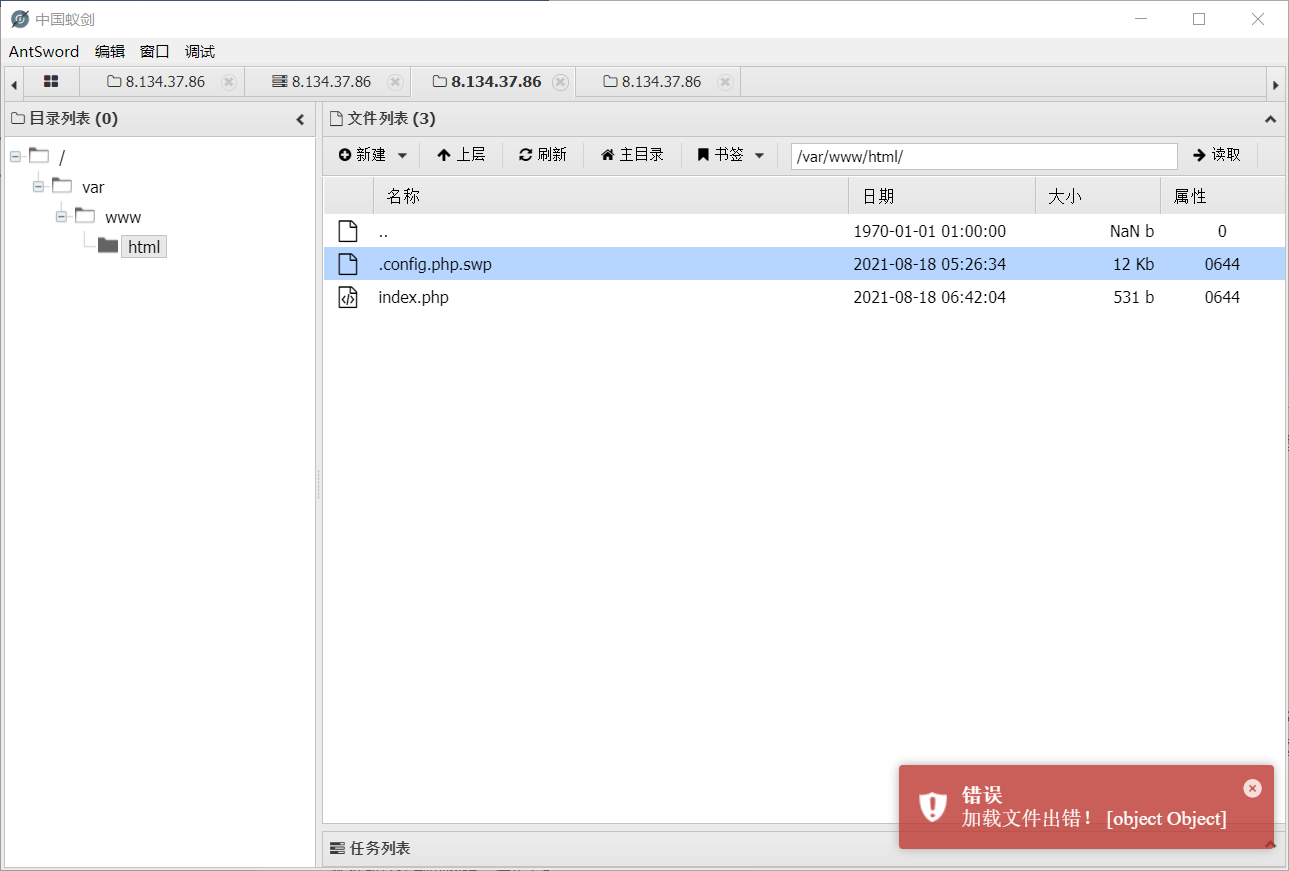 中国蚁剑
AntSword 编辑 窗口 调试
8.134.37.86 8.134.37.86 8.134.37.86 8.134.37.86
目录列表 (0)
/
var
www
html
文件列表 (3)
新建 上层 刷新 主目录 书签 /var/www/html/ 读取
名称 日期 大小 属性
.. 1970-01-01 01:00:00 NaN b 0
.config.php.swp 2021-08-18 05:26:34 12 Kb 0644
index.php 2021-08-18 06:42:04 531 b 0644
错误
加载文件出错！ [object Object]
任务列表